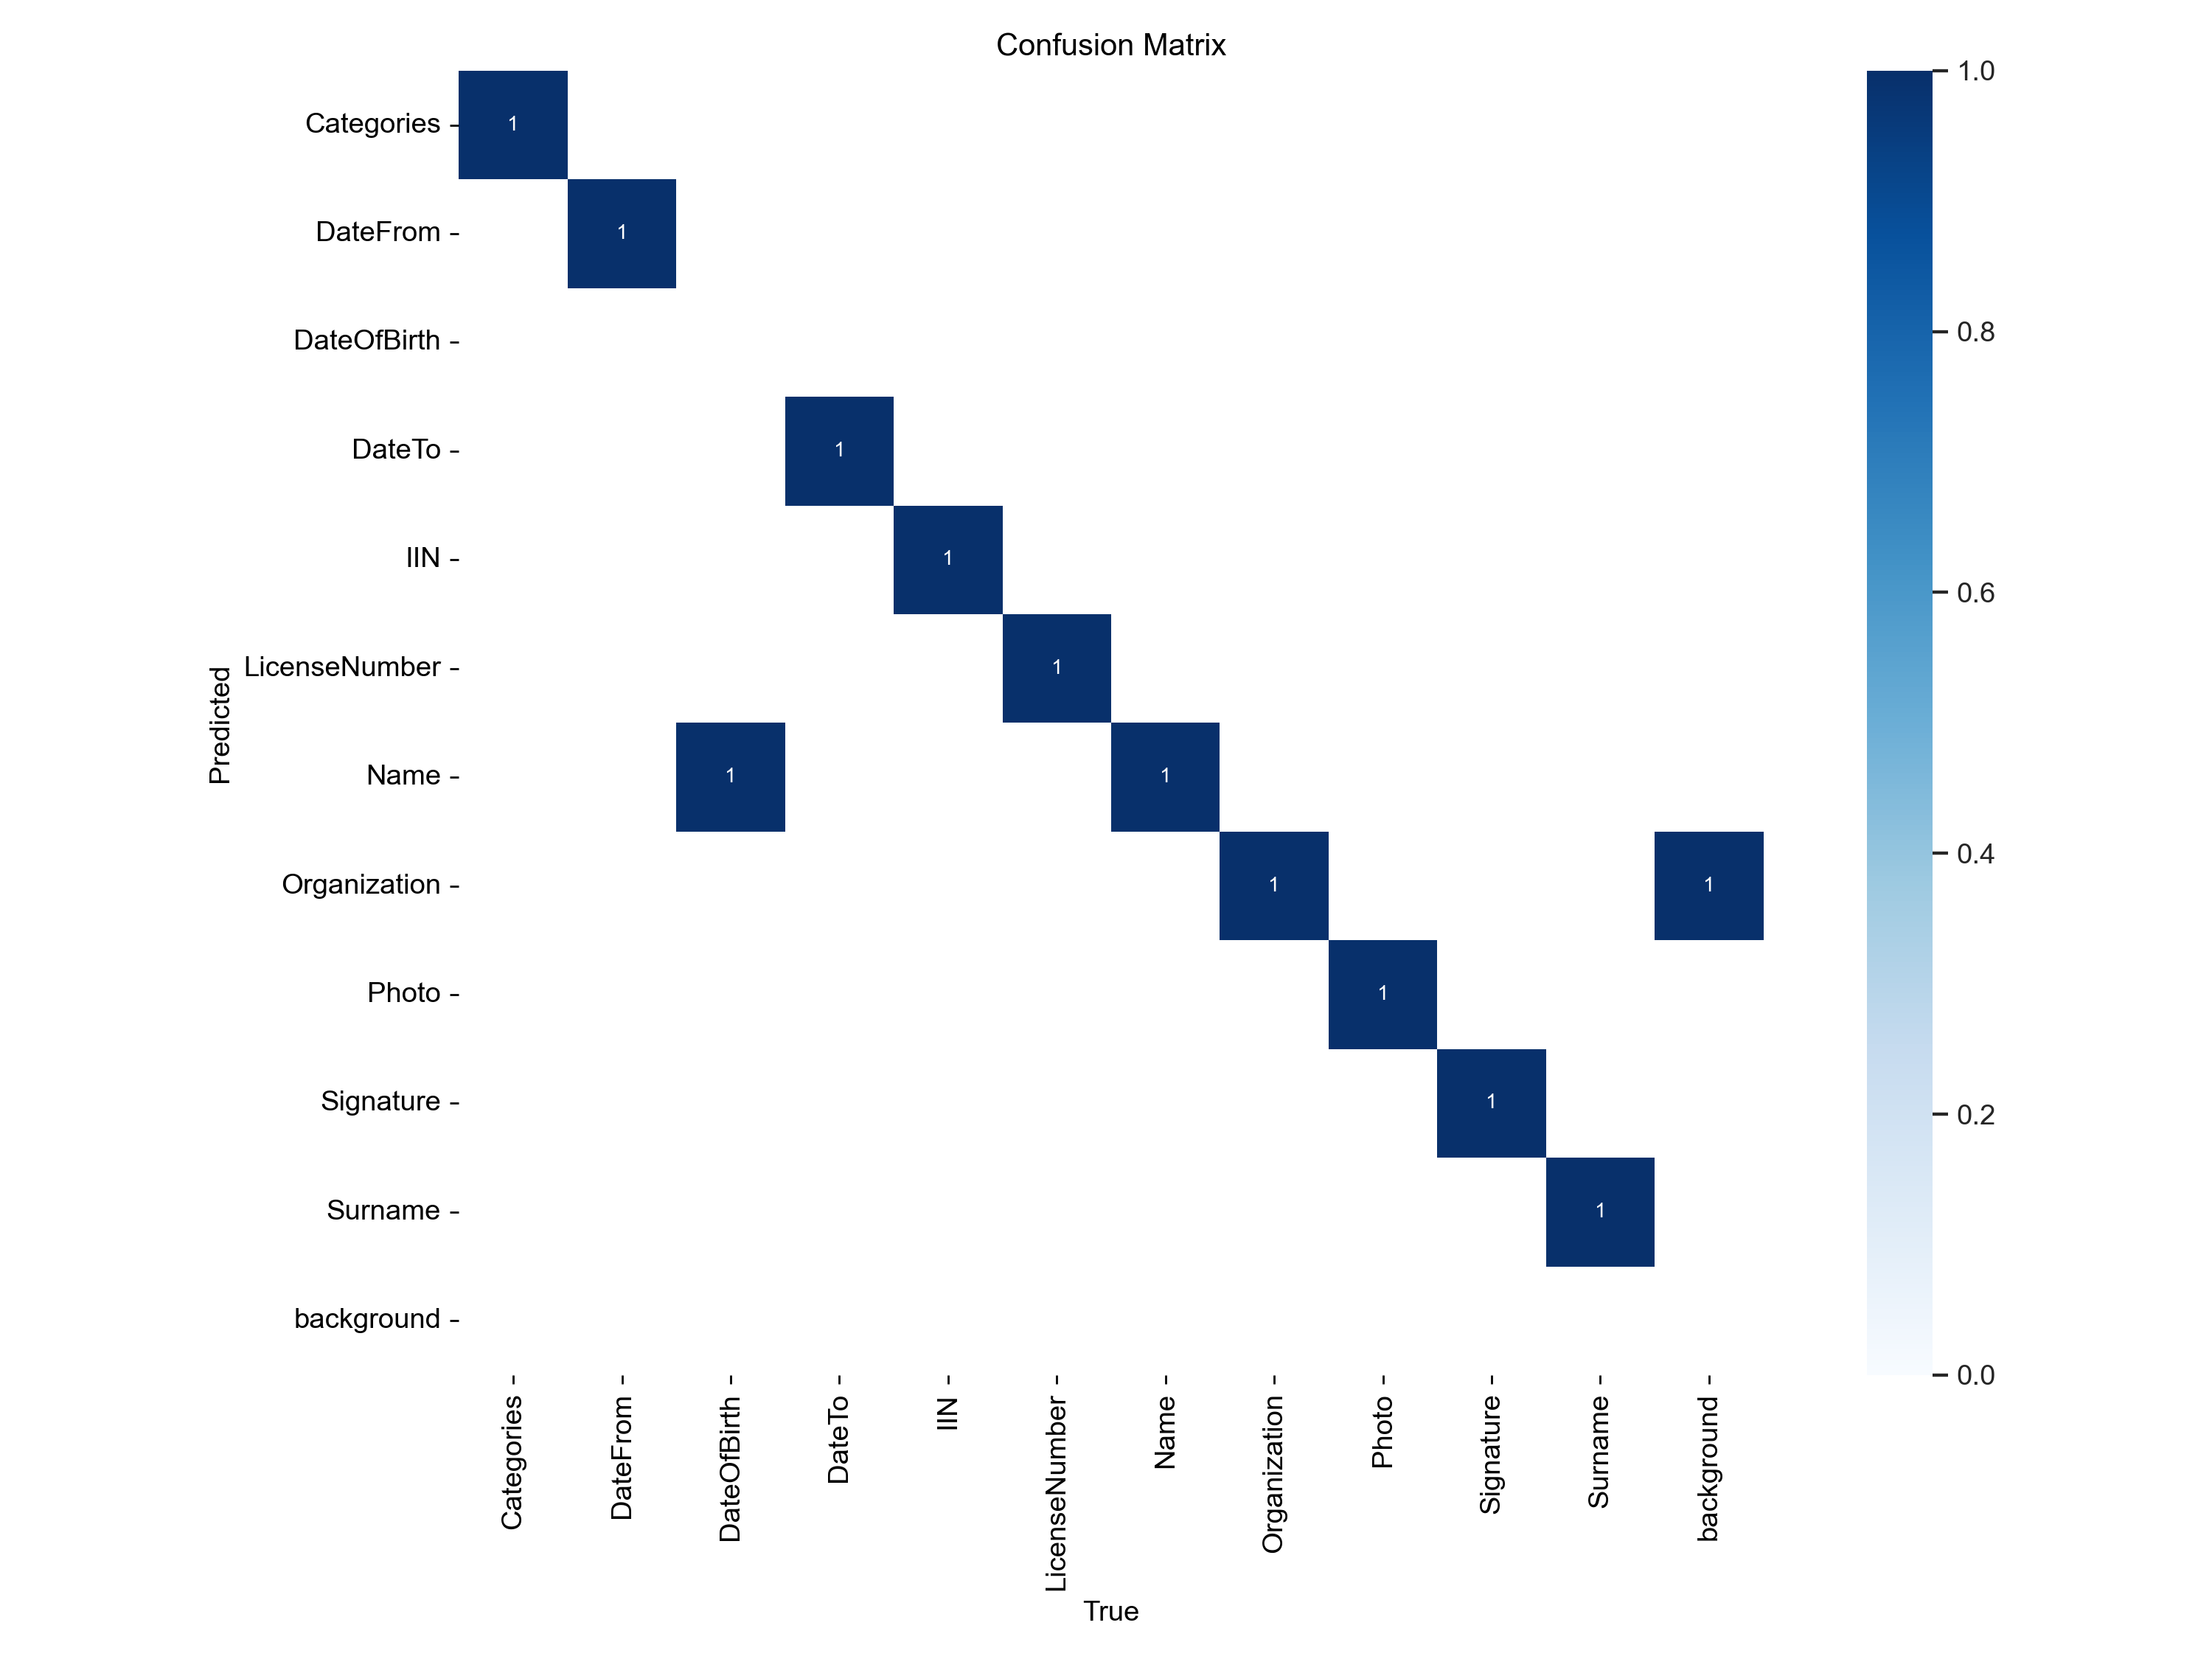 Confusion Matrix
Categories
DateFrom
DateOfBirth
DateTo
IIN
LicenseNumber
Name
Organization
Photo
Signature
Surname
background
Predicted
1
1
1
1
1
1
1
1
1
1
1
1
Categories
DateFrom
DateOfBirth
DateTo
IIN
LicenseNumber
Name
Organization
Photo
Signature
Surname
background
True
1.0
0.8
0.6
0.4
0.2
0.0